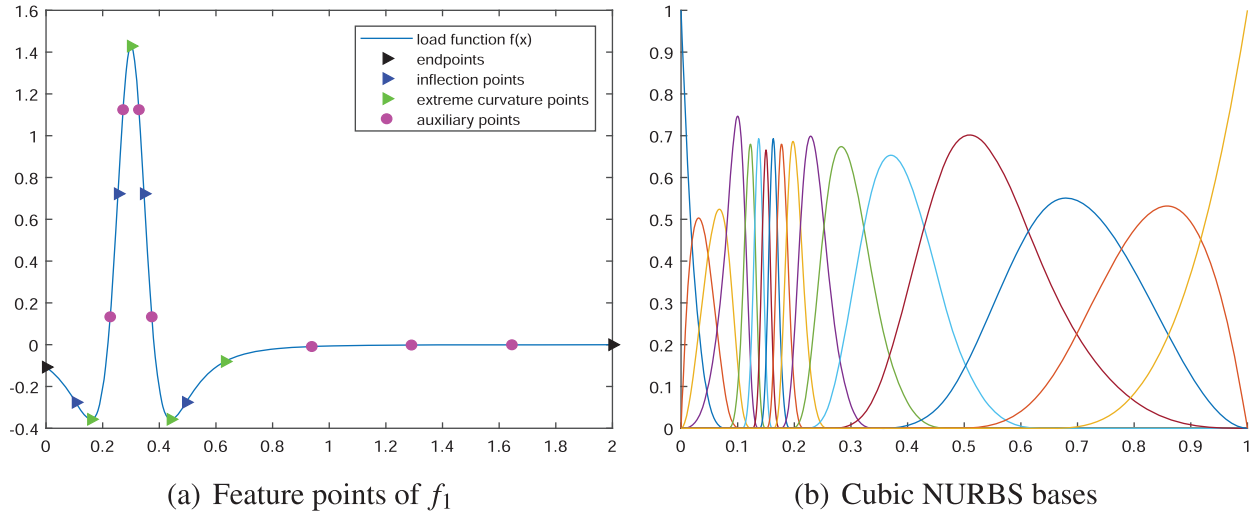 1.6
1.4
1.2
1
0.8
0.6
0.4
0.2
0
-0.2
-0.4
0 0.2 0.4 0.6 0.8 1 1.2 1.4 1.6 1.8 2
load function f(x)
endpoints
inflection points
extreme curvature points
auxiliary points
(a) Feature points of f1
1
0.9
0.8
0.7
0.6
0.5
0.4
0.3
0.2
0.1
0
0 0.1 0.2 0.3 0.4 0.5 0.6 0.7 0.8 0.9 1
(b) Cubic NURBS bases